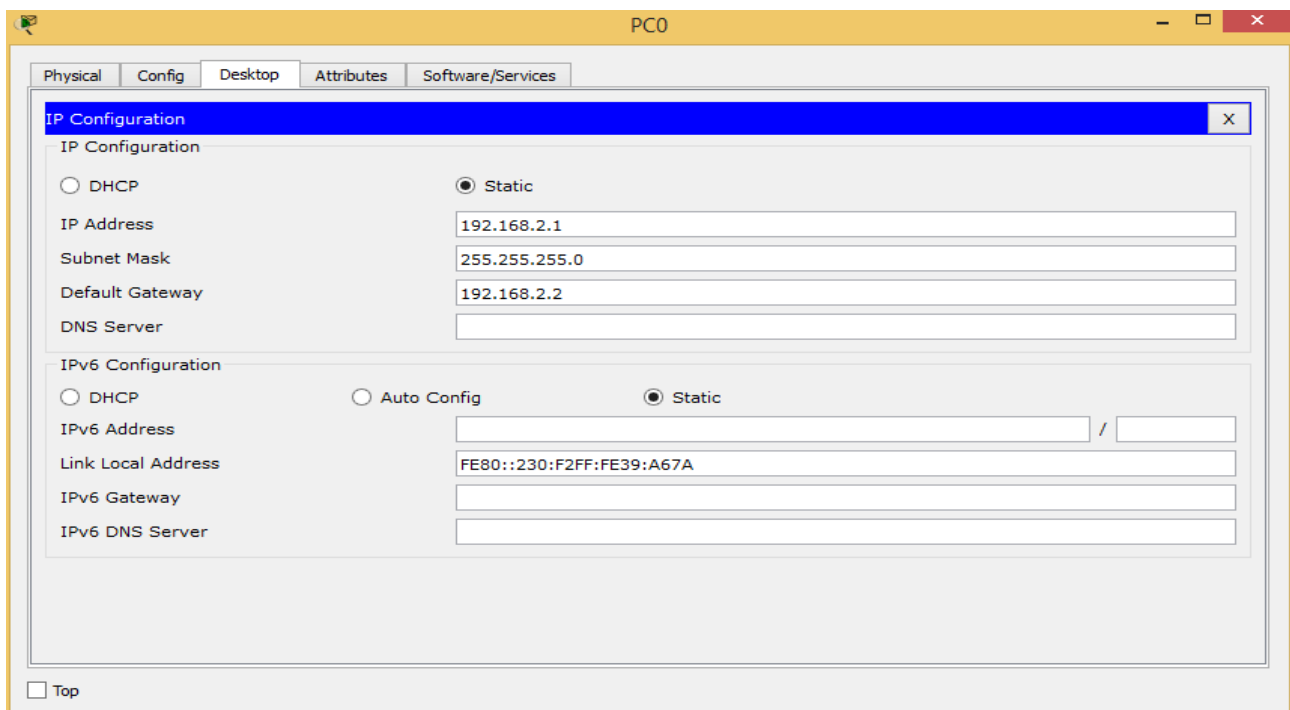 PC0
Physical Config Desktop Attributes Software/Services
IP Configuration X
IP Configuration
DHCP Static
IP Address 192.168.2.1
Subnet Mask 255.255.255.0
Default Gateway 192.168.2.2
DNS Server
IPv6 Configuration
DHCP Auto Config Static
IPv6 Address /
Link Local Address FE80::230:F2FF:FE39:A67A
IPv6 Gateway
IPv6 DNS Server
Top